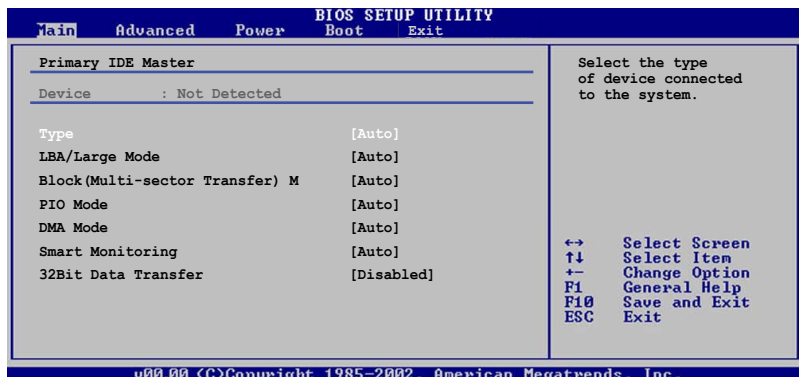 BIOS SETUP UTILITY
Main Advanced Power Boot Exit
Primary IDE Master
Device : Not Detected
Type [Auto]
LBA/Large Mode [Auto]
Block(Multi-sector Transfer) M [Auto]
PIO Mode [Auto]
DMA Mode [Auto]
Smart Monitoring [Auto]
32Bit Data Transfer [Disabled]
Select the type
of device connected
to the system.
↔ Select Screen
↑↓ Select Item
+- Change Option
F1 General Help
F10 Save and Exit
ESC Exit
v00.00 (C)Copyright 1985-2002, American Megatrends, Inc.